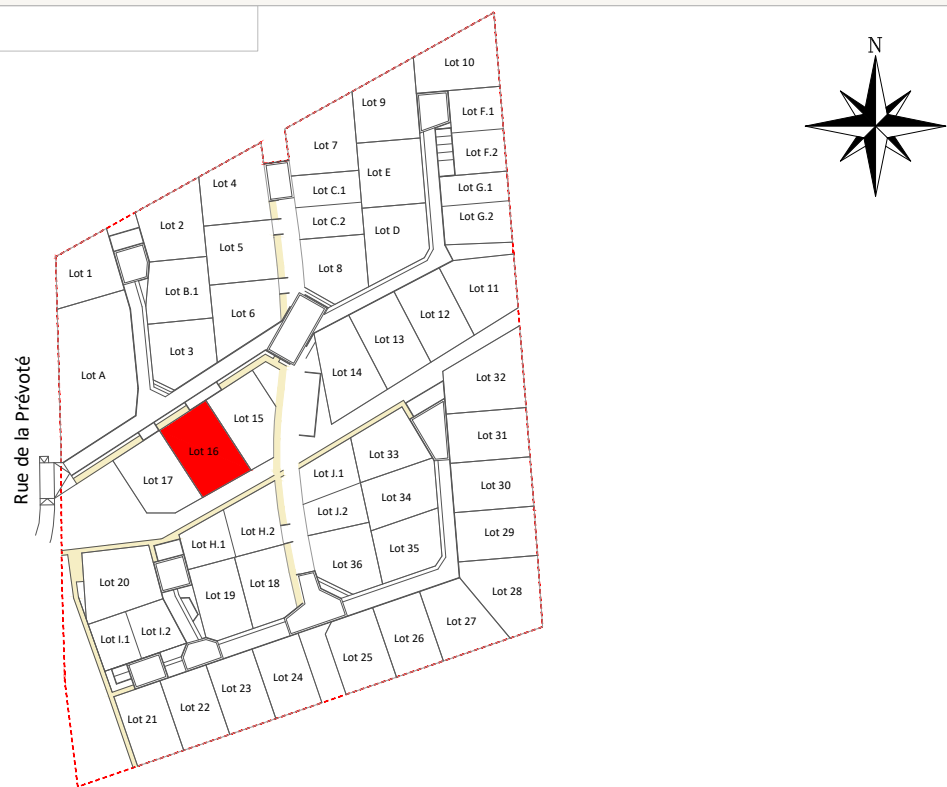 N
Lot 10
Lot 9
Lot F.1
Lot 7
Lot F.2
Lot E
Lot 4
Lot C.1
Lot G.1
Lot 2
Lot C.2
Lot G.2
Lot D
Lot 5
Lot 1
Lot 8
Lot B.1
Lot 11
Lot 6
Lot 12
Lot 13
Lot 3
Lot A
Lot 14
Lot 32
Rue de la Prévoté
Lot 15
Lot 31
Lot 16
Lot 33
Lot 17
Lot J.1
Lot 30
Lot 34
Lot J.2
Lot H.2
Lot 29
Lot H.1
Lot 35
Lot 36
Lot 20
Lot 18
Lot 28
Lot 19
Lot 27
Lot I.2
Lot I.1
Lot 26
Lot 25
Lot 24
Lot 23
Lot 22
Lot 21